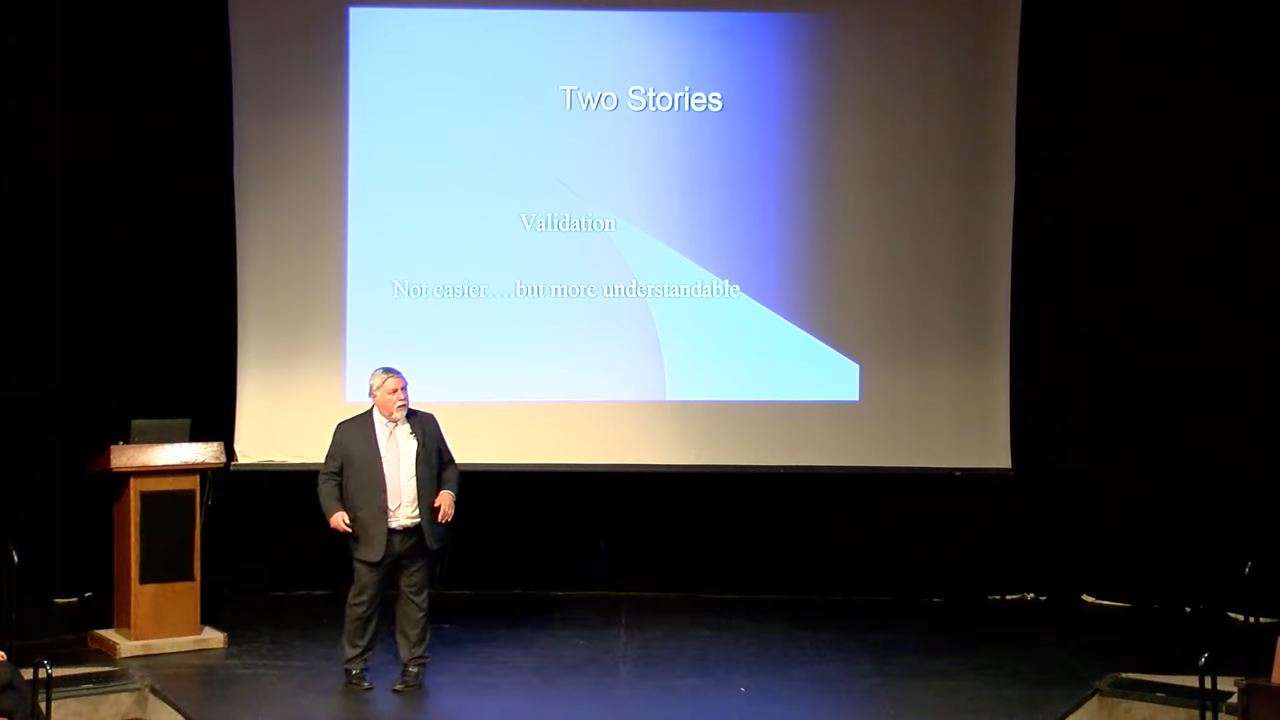 Two Stories
Validation
Not easier....but more understandable